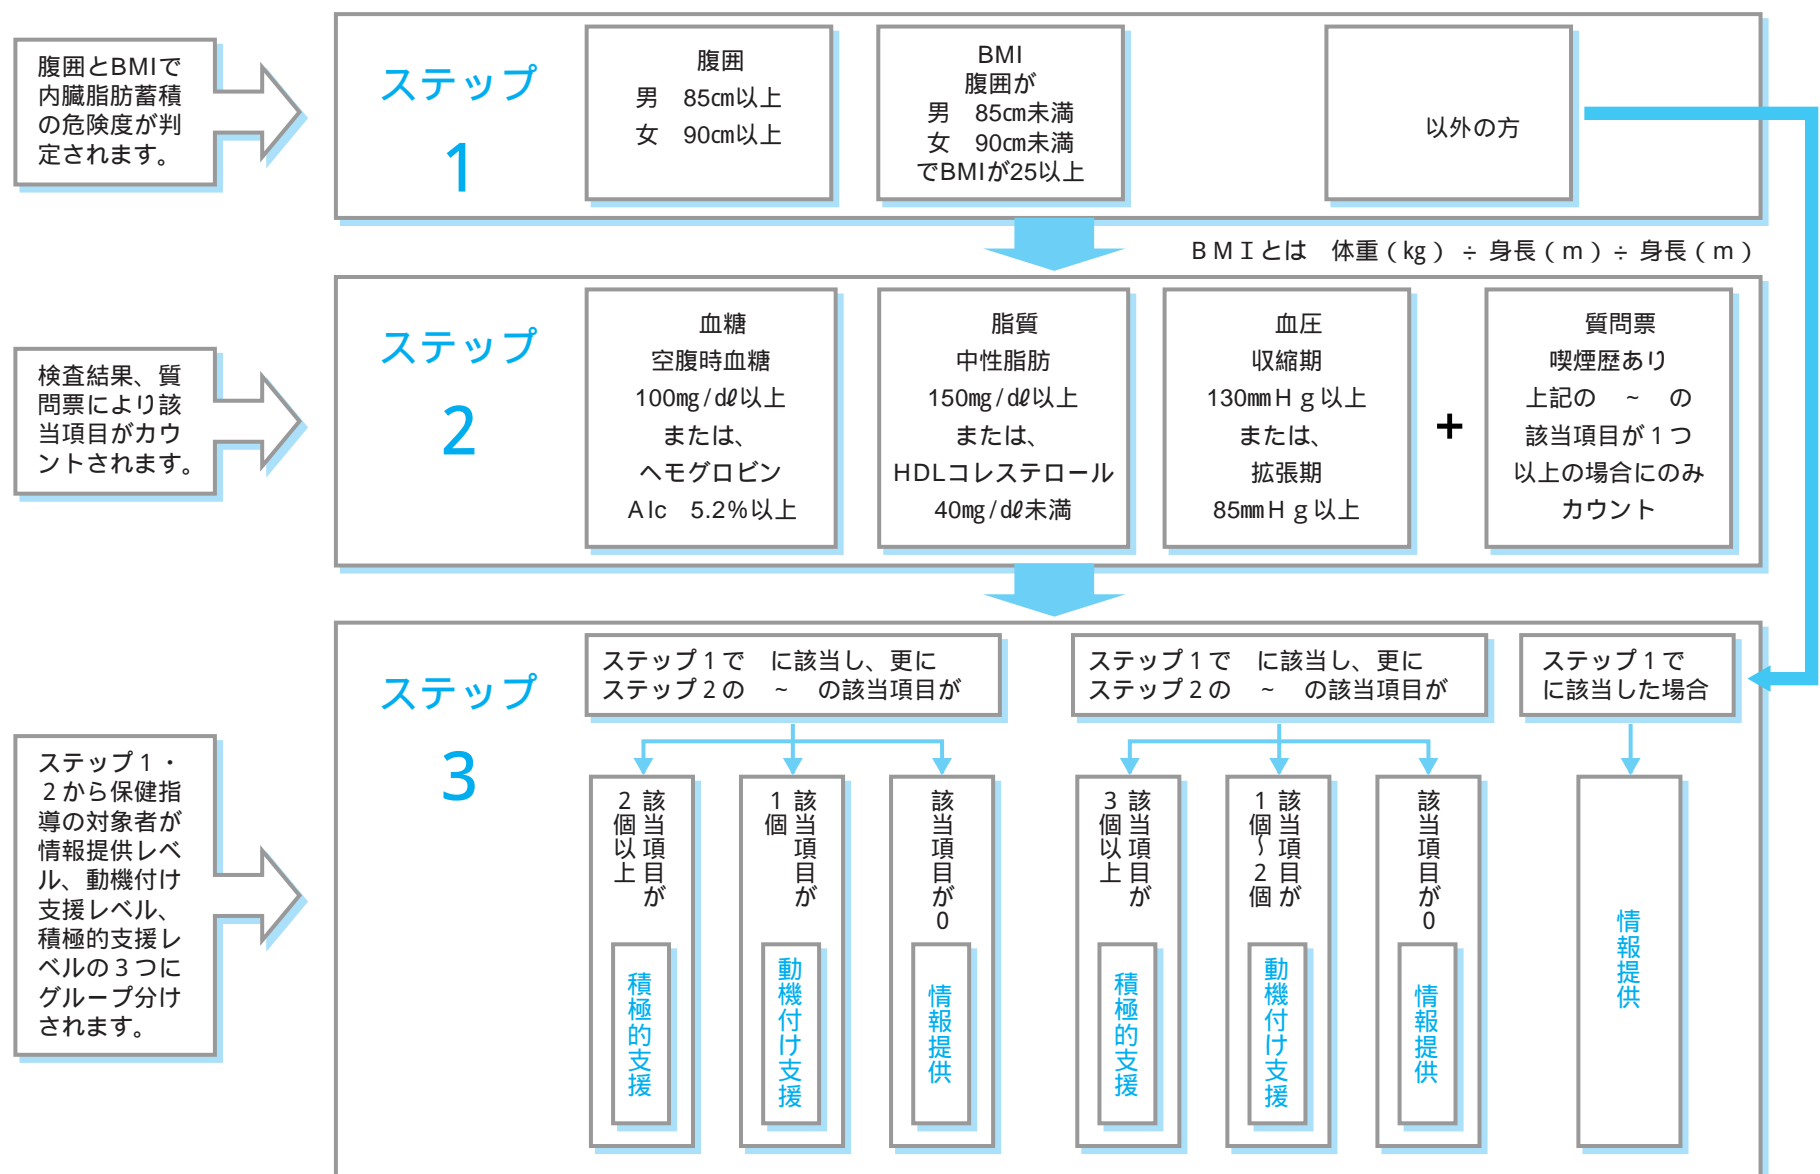 腹囲とBMIで
内臓脂肪蓄積
の危険度が判
定されます。
ステップ
1
腹囲
男　85㎝以上
女　90㎝以上
BMI
腹囲が
男　85㎝未満
女　90㎝未満
でBMIが25以上
以外の方
ＢＭＩとは　体重（㎏）÷ 身長（ｍ）÷ 身長（ｍ）
検査結果、質
問票により該
当項目がカウ
ントされます。
ステップ
2
血糖
空腹時血糖
100㎎/dℓ以上
または、
ヘモグロビン
AIc　5.2%以上
脂質
中性脂肪
150㎎/dℓ以上
または、
HDLコレステロール
40㎎/dℓ未満
血圧
収縮期
130㎜Ｈｇ以上
または、
拡張期
85㎜Ｈｇ以上
+
質問票
喫煙歴あり
上記の　~　の
該当項目が１つ
以上の場合にのみ
カウント
ステップ１・
２から保健指
導の対象者が
情報提供レベ
ル、動機付け
支援レベル、
積極的支援レ
ベルの３つに
グループ分け
されます。
ステップ
3
ステップ１で　に該当し、更に
ステップ２の　~　の該当項目が
該当項目が
２個以上
積極的支援
該当項目が
１個
動機付け支援
該当項目が0
情報提供
ステップ１で　に該当し、更に
ステップ２の　~　の該当項目が
該当項目が
３個以上
積極的支援
該当項目が
１個～２個
動機付け支援
該当項目が0
情報提供
ステップ１で
に該当した場合
情報提供